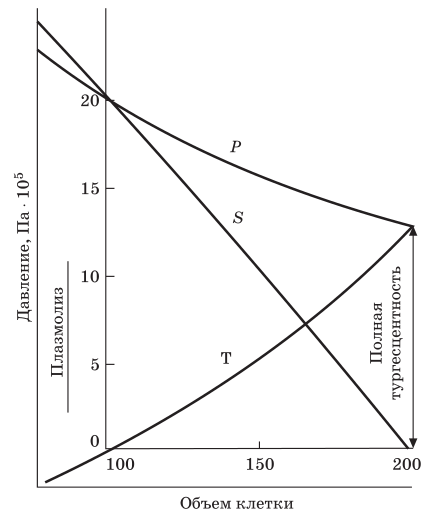 20
P
15
S
Давление, Па · 10⁵
10
Плазмолиз
Полная
тургесцентность
5
T
0
100
150
200
Объем клетки